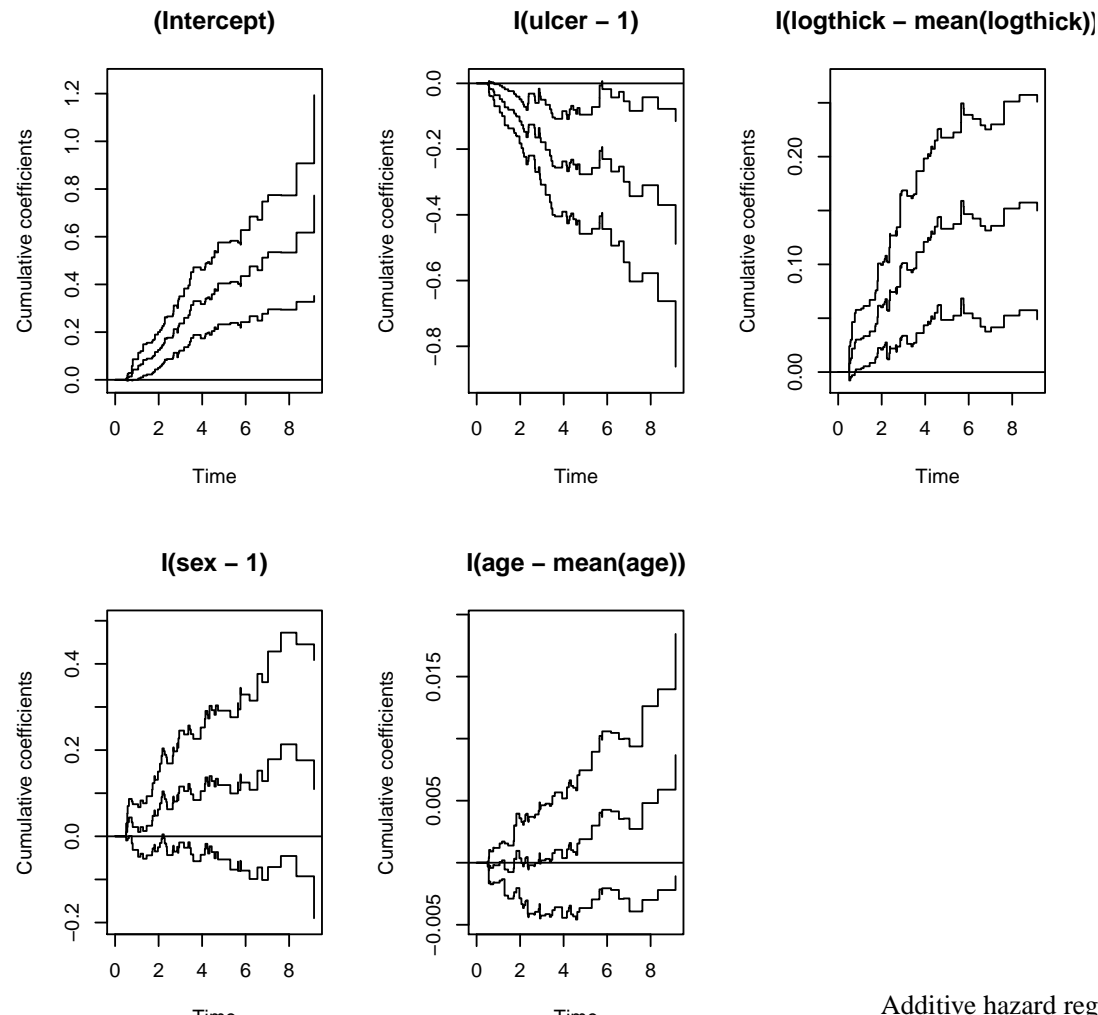 (Intercept)
I(ulcer − 1)
I(logthick − mean(logthick))
Cumulative coefficients
0.0 0.2 0.4 0.6 0.8 1.0 1.2
0 2 4 6 8
Time
Cumulative coefficients
−0.8 −0.6 −0.4 −0.2 0.0
0 2 4 6 8
Time
Cumulative coefficients
0.00 0.10 0.20
0 2 4 6 8
Time
I(sex − 1)
I(age − mean(age))
Cumulative coefficients
−0.2 0.0 0.2 0.4
0 2 4 6 8
Time
Cumulative coefficients
−0.005 0.005 0.015
0 2 4 6 8
Time
Additive hazard reg